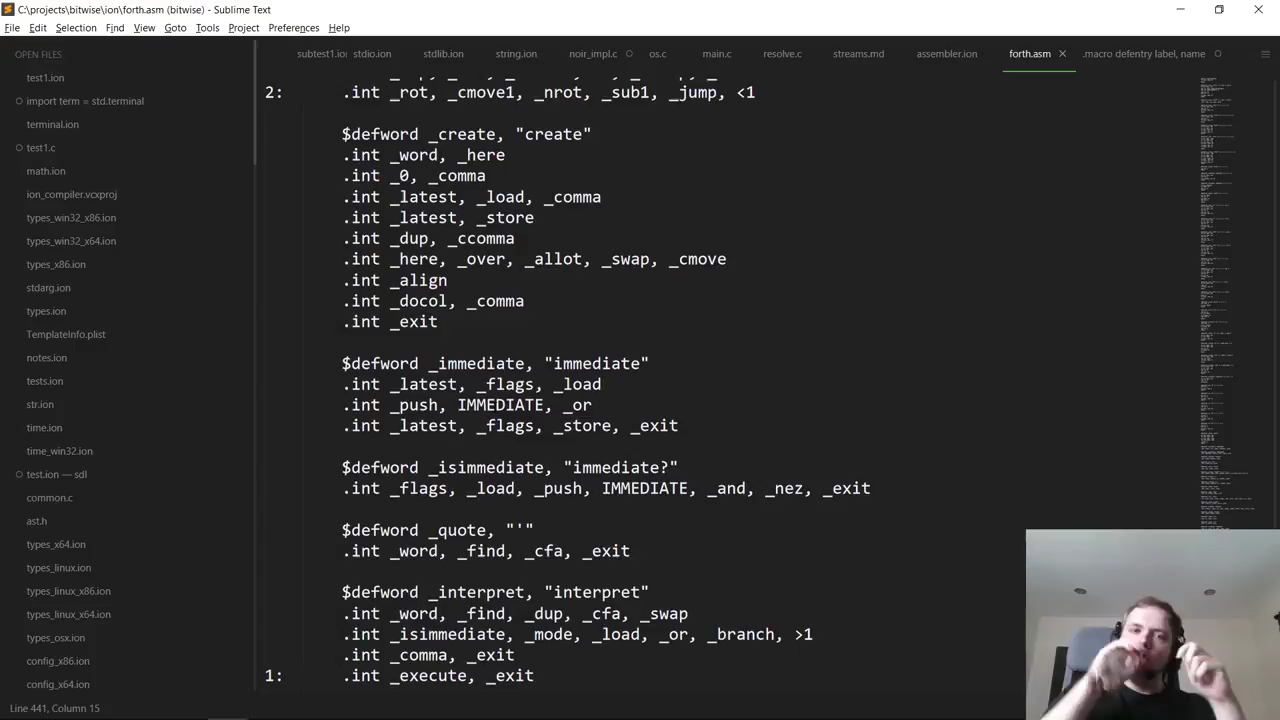 C:\projects\bitwise\ion\forth.asm (bitwise) - Sublime Text
File Edit Selection Find View Goto Tools Project Preferences Help
OPEN FILES
test1.ion
import term = std.terminal
terminal.ion
test1.c
math.ion
ion_compiler.vcxproj
types_win32_x86.ion
types_win32_x64.ion
types_x86.ion
stdarg.ion
types.ion
TemplateInfo.plist
notes.ion
tests.ion
str.ion
time.ion
time_win32.ion
test.ion — sdl
common.c
ast.h
types_x64.ion
types_linux.ion
types_linux_x86.ion
types_linux_x64.ion
types_osx.ion
config_x86.ion
config_x64.ion
subtest1.io stdio.ion stdlib.ion string.ion noir_impl.c os.c main.c resolve.c streams.md assembler.ion forth.asm .macro defentry label, name
2: .int _rot, _cmove1, _nrot, _sub1, _jump, <1
$defword _create, "create"
.int _word, _here
.int _0, _comma
.int _latest, _load, _comma
.int _latest, _store
.int _dup, _ccomma
.int _here, _over, _allot, _swap, _cmove
.int _align
.int _docol, _comma
.int _exit
$defword _immediate, "immediate"
.int _latest, _flags, _load
.int _push, IMMEDIATE, _or
.int _latest, _flags, _store, _exit
$defword _isimmediate, "immediate?"
.int _flags, _load, _push, IMMEDIATE, _and, _nez, _exit
$defword _quote, "'"
.int _word, _find, _cfa, _exit
$defword _interpret, "interpret"
.int _word, _find, _dup, _cfa, _swap
.int _isimmediate, _mode, _load, _or, _branch, >1
.int _comma, _exit
1: .int _execute, _exit
Line 441, Column 15